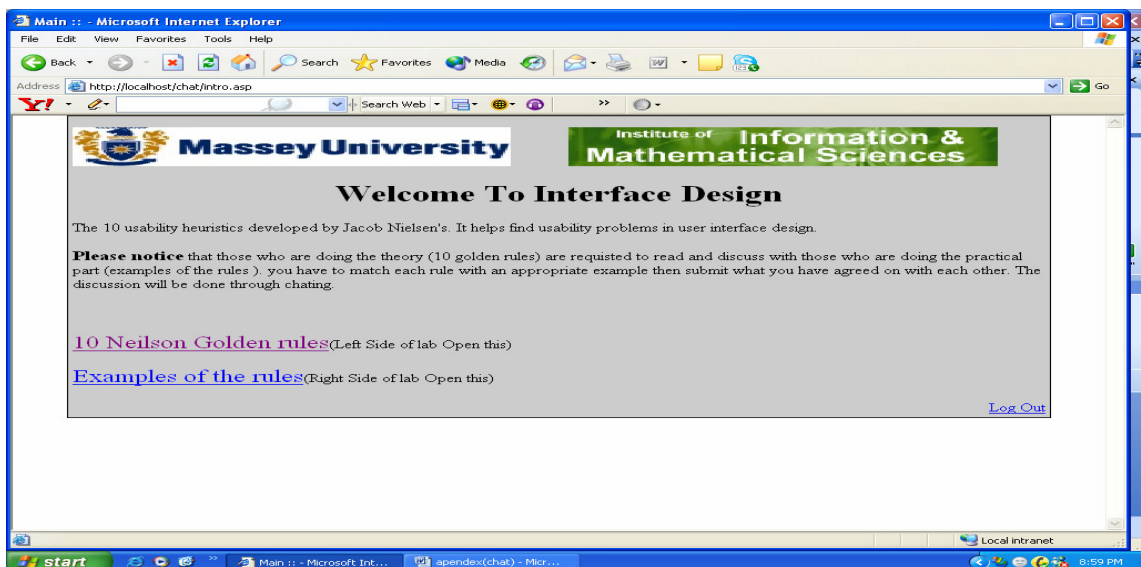 Main :: - Microsoft Internet Explorer
File Edit View Favorites Tools Help
Back Search Favorites Media
Address http://localhost/chat/intro.asp Go
Y! Search Web »
Massey University
Institute of Information &
Mathematical Sciences
Welcome To Interface Design
The 10 usability heuristics developed by Jacob Nielsen's. It helps find usability problems in user interface design.
Please notice that those who are doing the theory (10 golden rules) are requisted to read and discuss with those who are doing the practical
part (examples of the rules ). you have to match each rule with an appropriate example then submit what you have agreed on with each other. The
discussion will be done through chating.
10 Neilson Golden rules(Left Side of lab Open this)
Examples of the rules(Right Side of lab Open this)
Log Out
Local intranet
start » Main :: - Microsoft Int... apendex(chat) - Micr... 8:59 PM